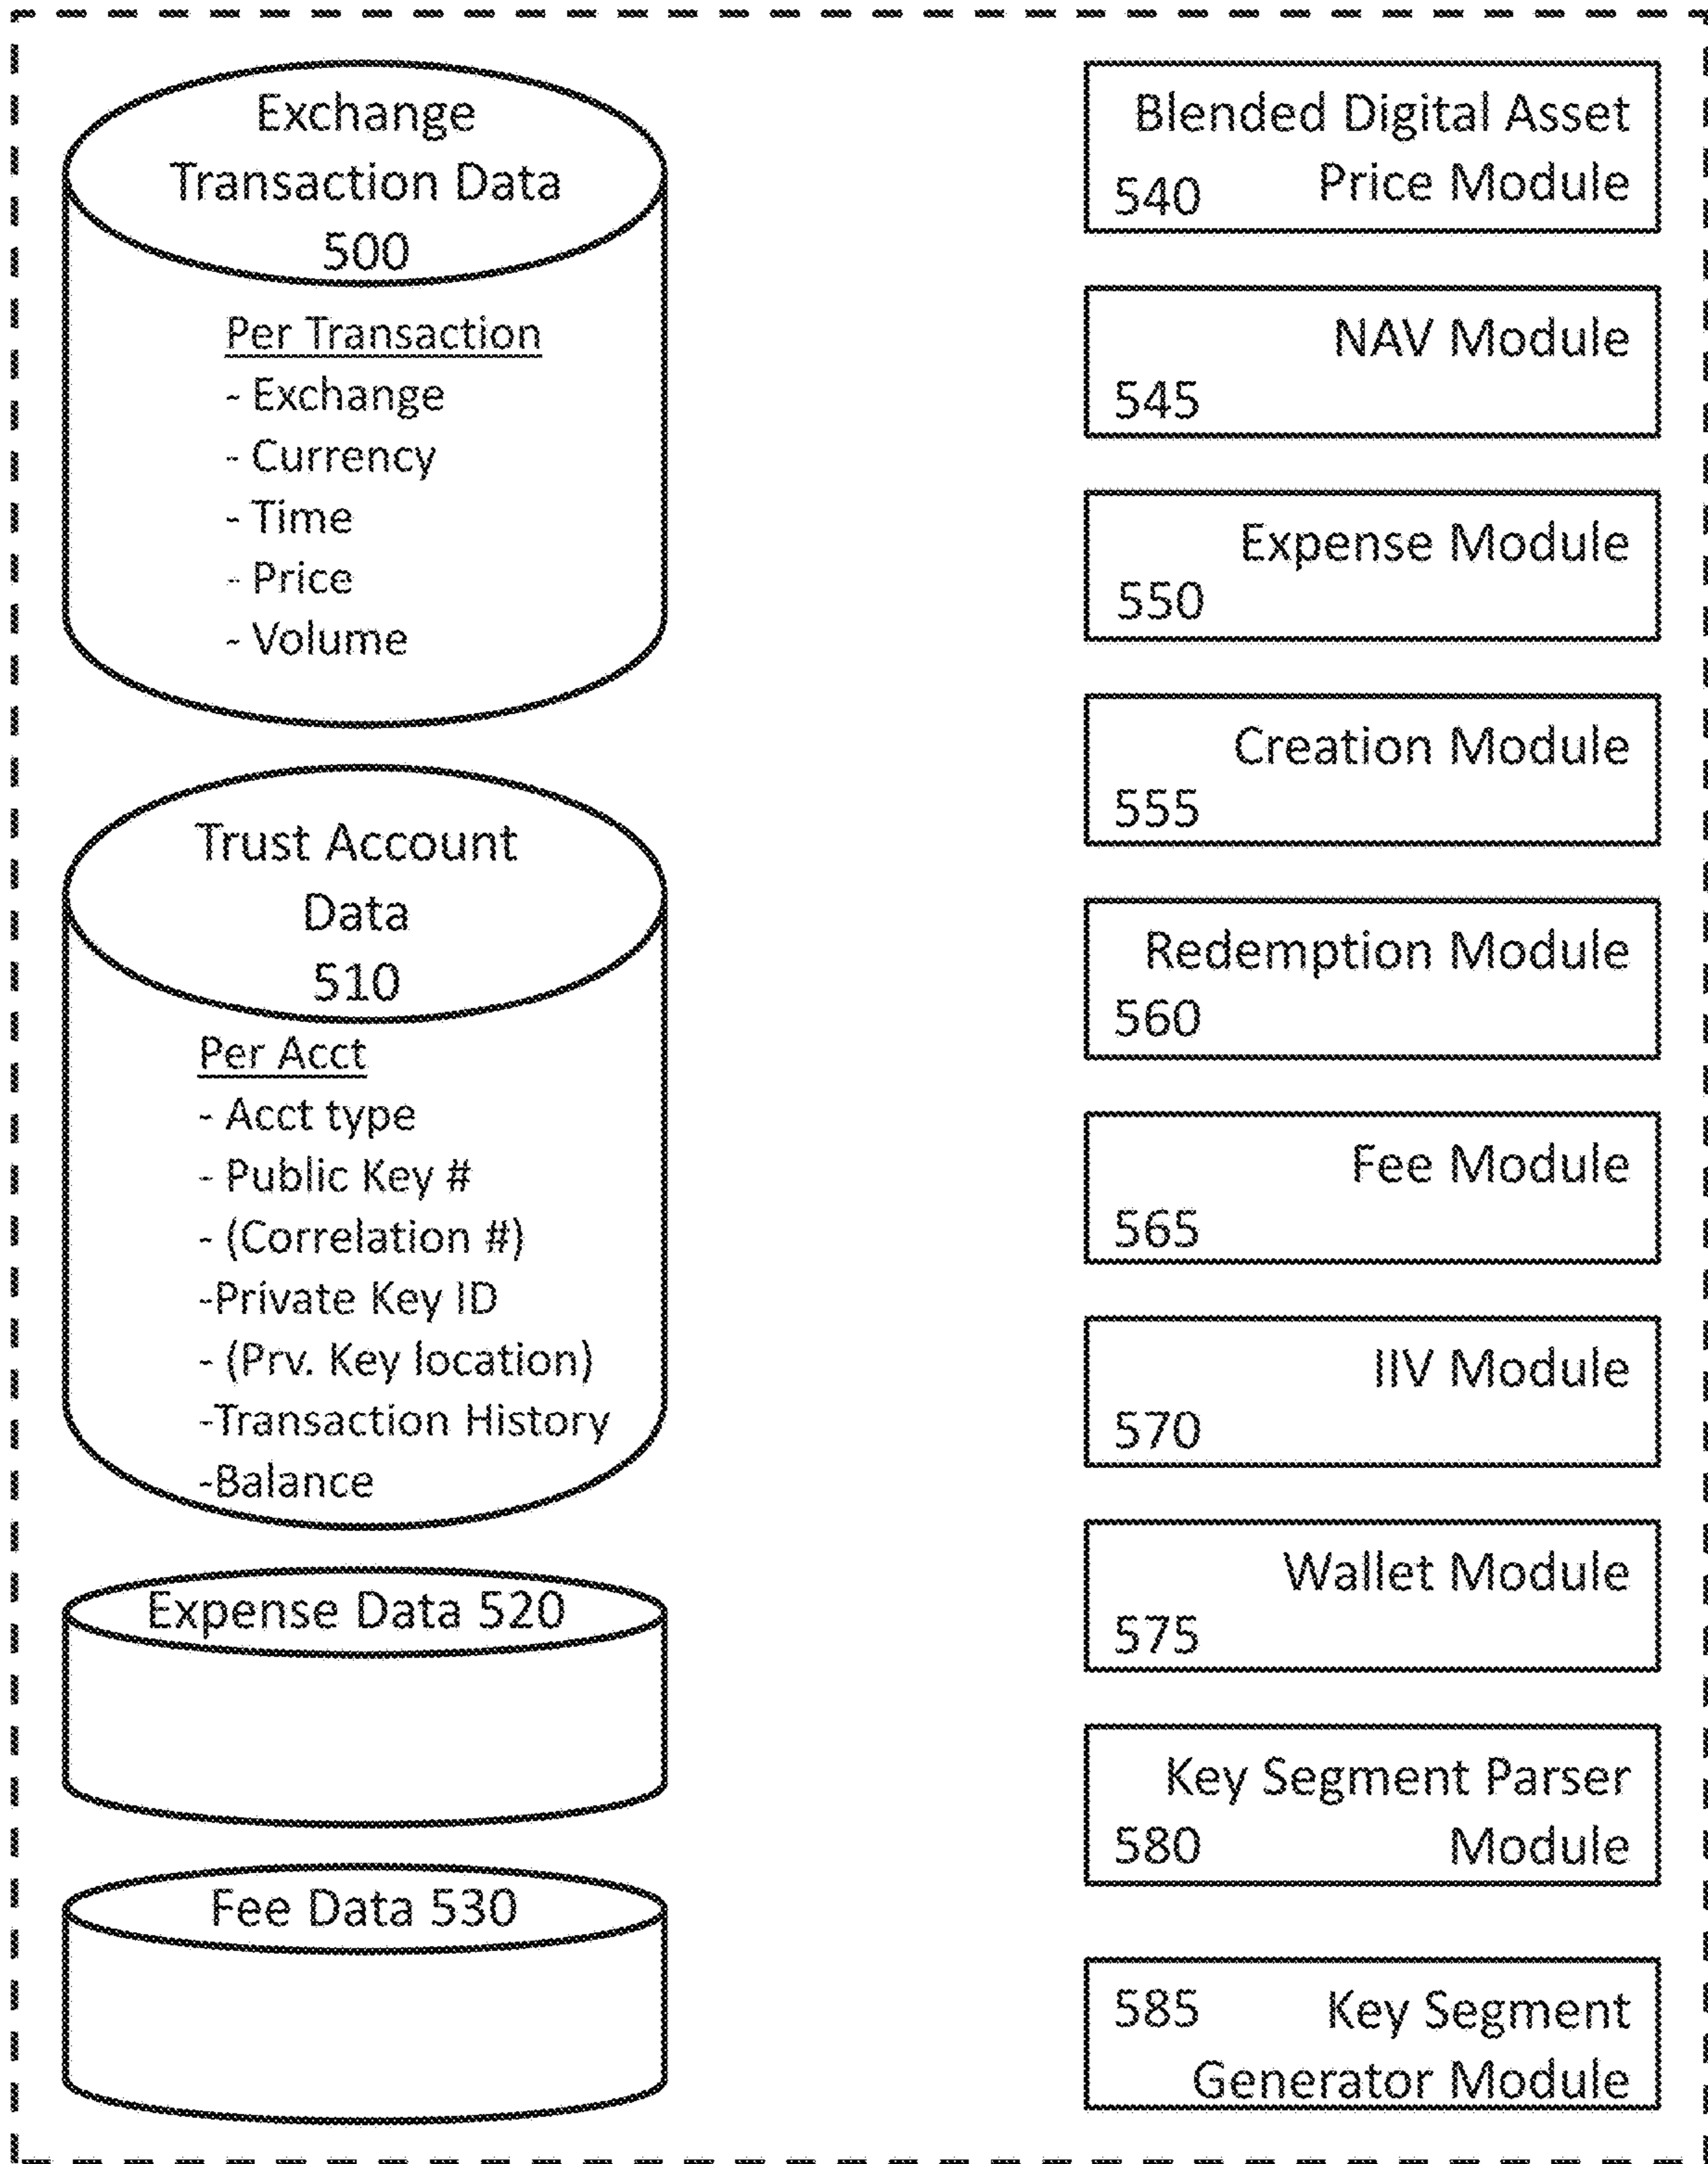 Exchange
Transaction Data
500
Per Transaction
- Exchange
- Currency
- Time
- Price
- Volume
Trust Account
Data
510
Per Acct
- Acct type
- Public Key #
- (Correlation #)
-Private Key ID
- (Prv. Key location)
-Transaction History
-Balance
Expense Data 520
Fee Data 530
Blended Digital Asset
540 Price Module
NAV Module
545
Expense Module
550
Creation Module
555
Redemption Module
560
Fee Module
565
IIV Module
570
Wallet Module
575
Key Segment Parser
580 Module
585 Key Segment
Generator Module